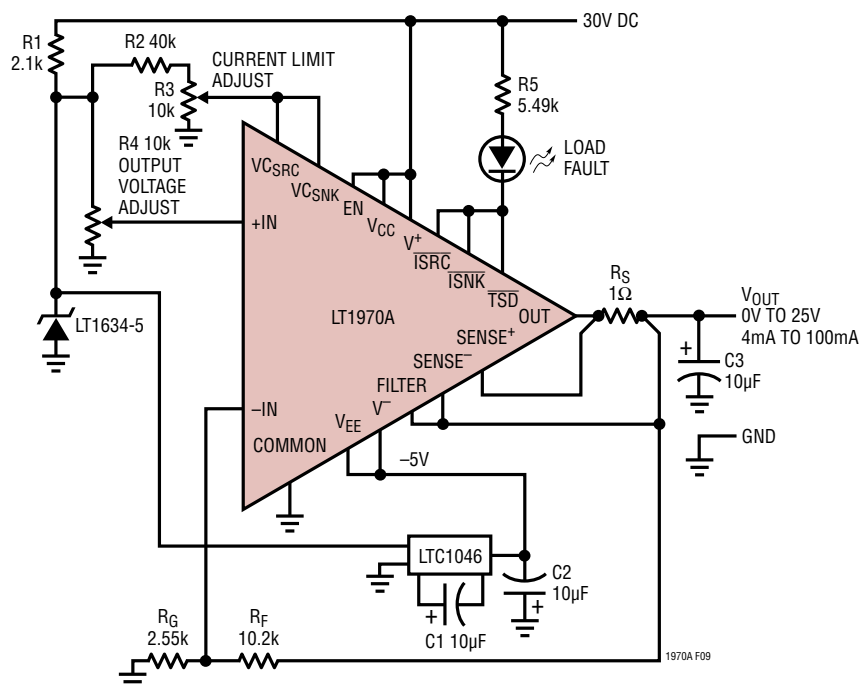 30V DC
R1
2.1k
R2 40k
R3
10k
CURRENT LIMIT
ADJUST
R4 10k
OUTPUT
VOLTAGE
ADJUST
R5
5.49k
LOAD
FAULT
VCSRC
VCSNK
EN
VCC
V+
ISRC
ISNK
TSD
+IN
LT1970A
OUT
SENSE+
SENSE–
FILTER
V–
VEE
–IN
COMMON
RS
1Ω
VOUT
0V TO 25V
4mA TO 100mA
C3
10µF
+
GND
LT1634-5
–5V
LTC1046
+
C1 10µF
C2
10µF
+
RG
2.55k
RF
10.2k
1970A F09